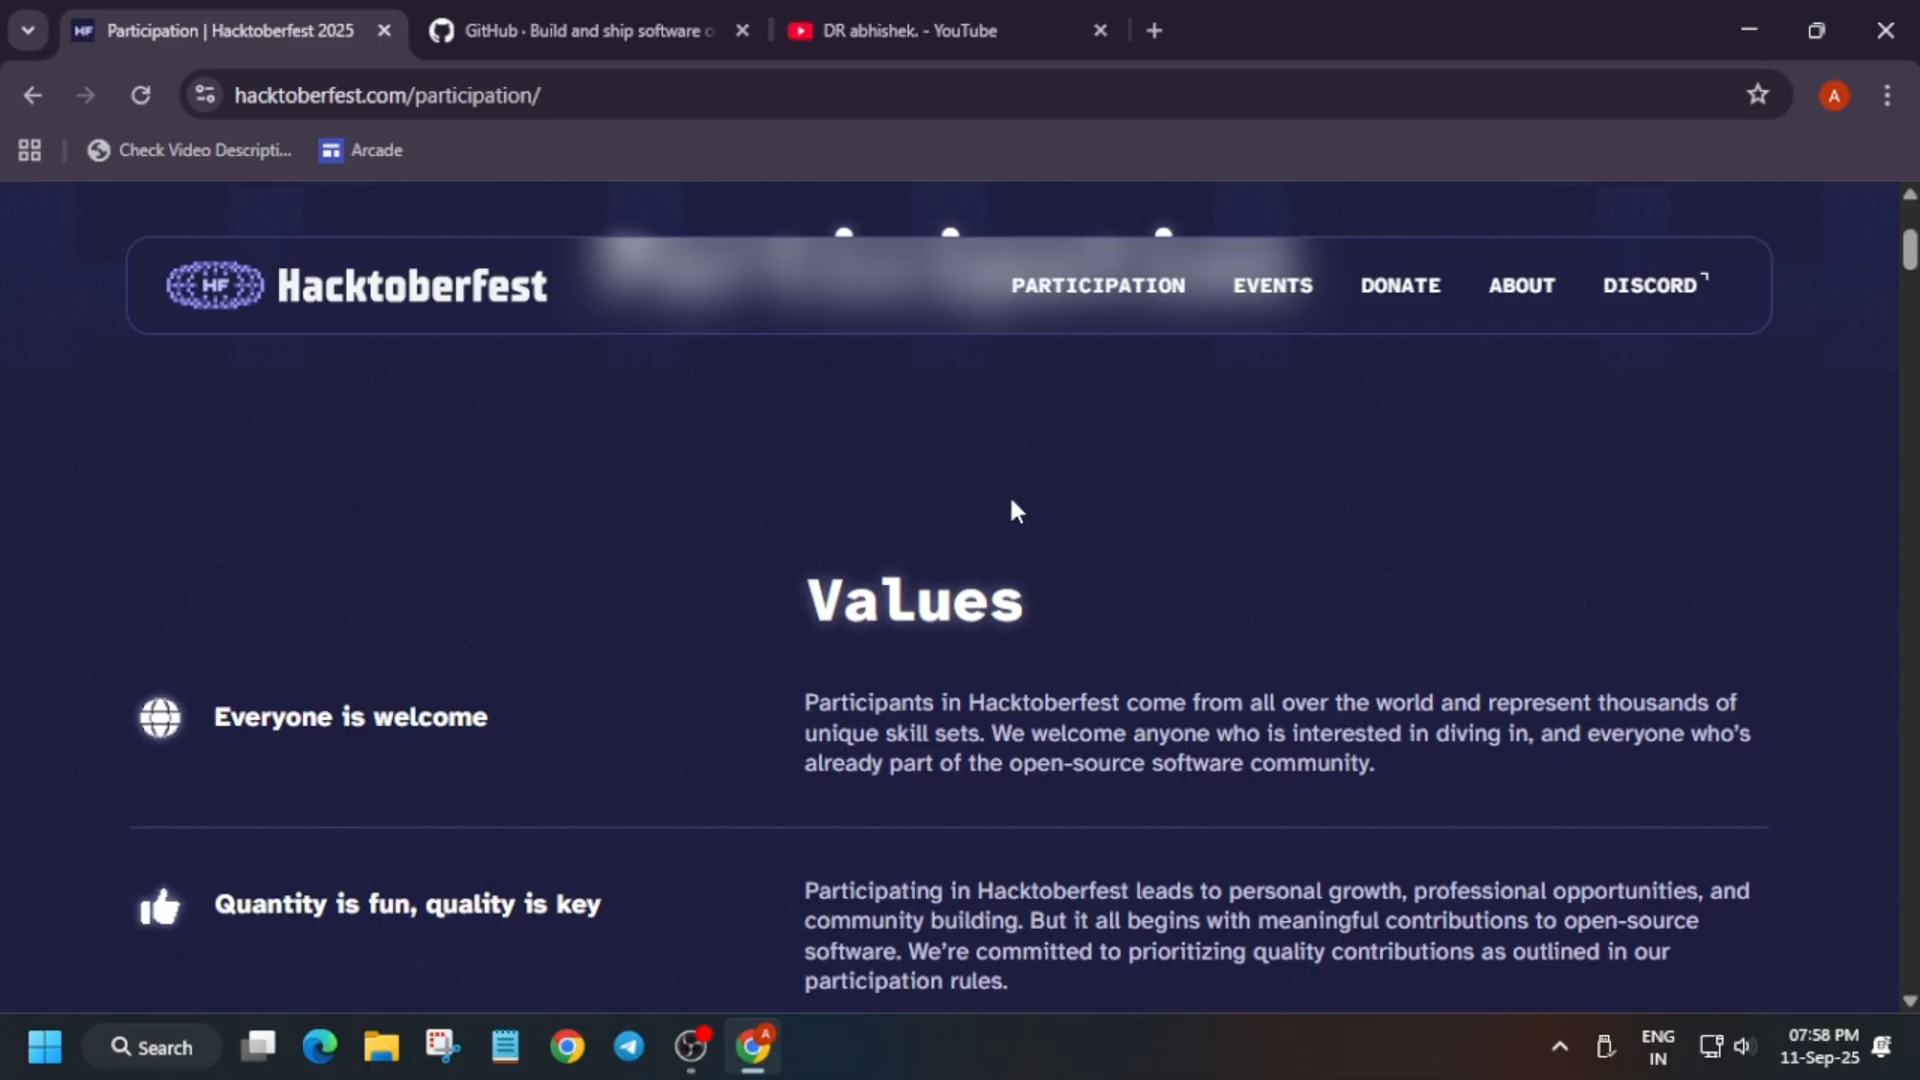 HF Participation | Hacktoberfest 2025
GitHub · Build and ship software
DR abhishek. - YouTube
hacktoberfest.com/participation/
A
Check Video Descripti...
Arcade
HF Hacktoberfest
PARTICIPATION
EVENTS
DONATE
ABOUT
DISCORD
Values
Everyone is welcome
Participants in Hacktoberfest come from all over the world and represent thousands of
unique skill sets. We welcome anyone who is interested in diving in, and everyone who's
already part of the open-source software community.
Quantity is fun, quality is key
Participating in Hacktoberfest leads to personal growth, professional opportunities, and
community building. But it all begins with meaningful contributions to open-source
software. We're committed to prioritizing quality contributions as outlined in our
participation rules.
Search
A
ENG
IN
07:58 PM
11-Sep-25